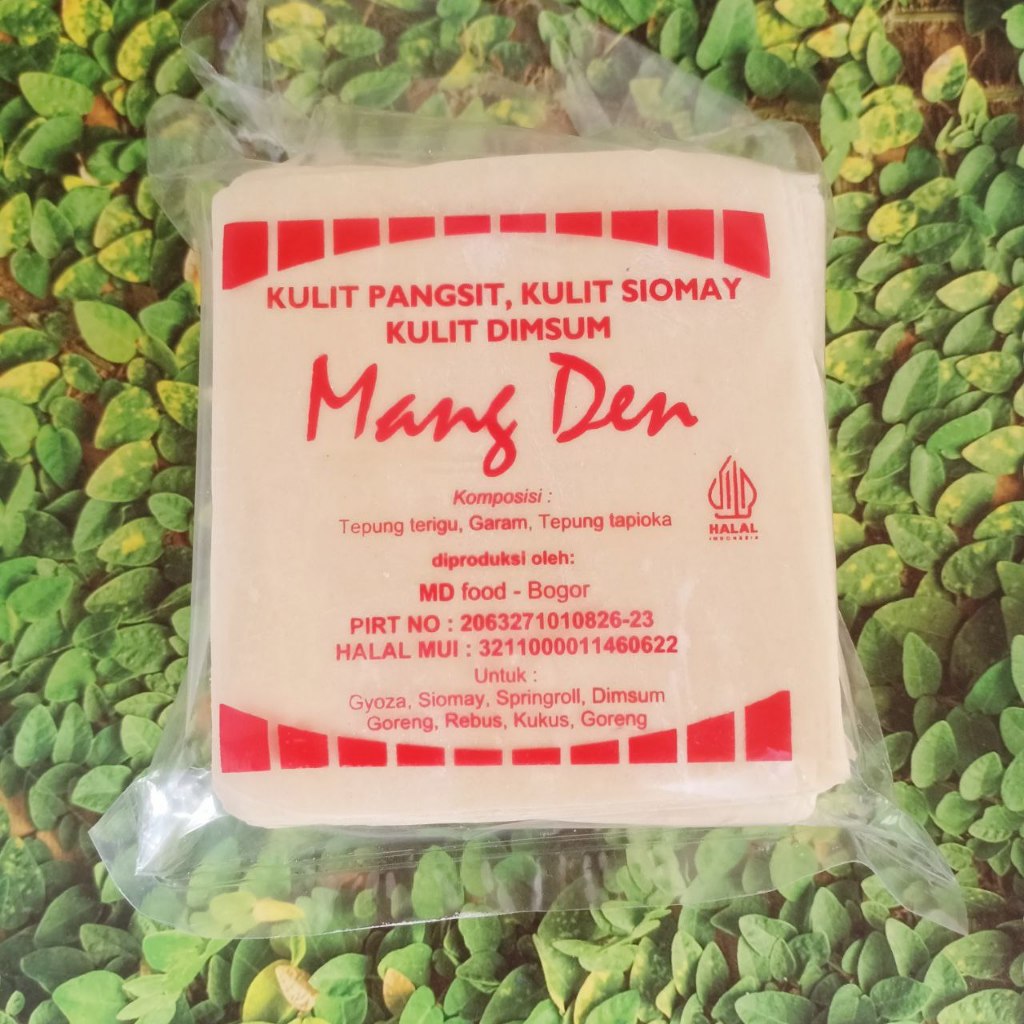 KULIT PANGSIT, KULIT SIOMAY
KULIT DIMSUM
Mang Den
Komposisi :
Tepung terigu, Garam, Tepung tapioka
HALAL
INDONESIA
diproduksi oleh:
MD food - Bogor
PIRT NO : 2063271010826-23
HALAL MUI : 3211000011460622
Untuk :
Gyoza, Siomay, Springroll, Dimsum
Goreng, Rebus, Kukus, Goreng